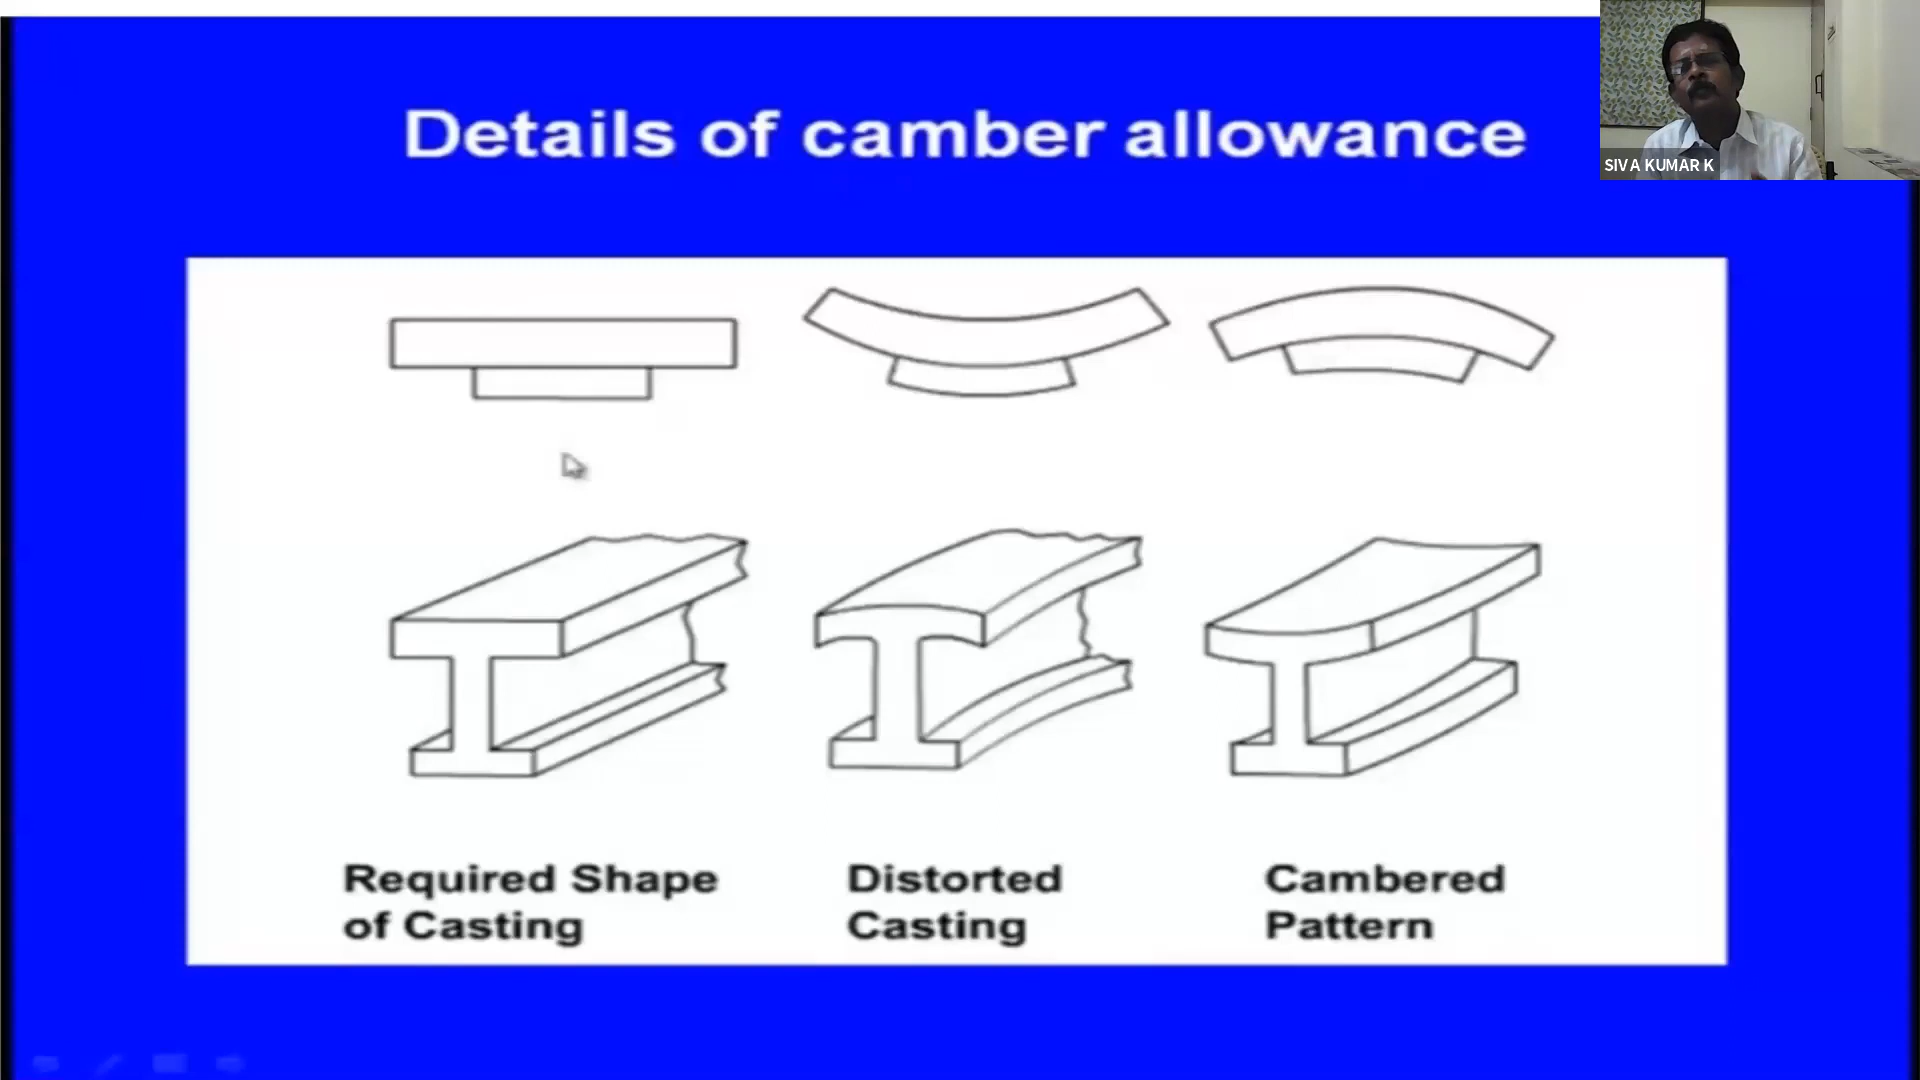 Details of camber allowance
SIVA KUMAR K
Required Shape
of Casting
Distorted
Casting
Cambered
Pattern